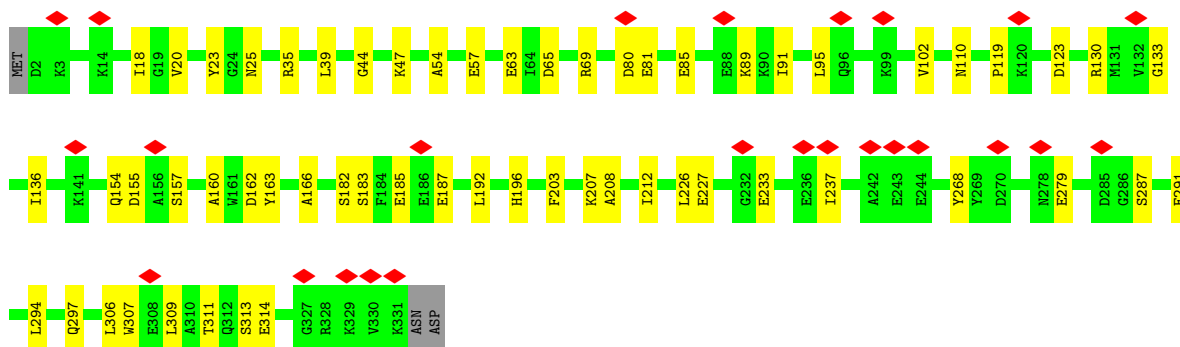 MET D2 K3 K14 I18 G19 V20 Y23 G24 N25 R35 L39 G44 K47 A54 E57 E63 I64 D65 R69 D80 E81 E85 E88 K89 K90 I91 L95 Q96 K99 V102 N110 P119 K120 D123 R130 M131 V132 G133
I136 K141 Q154 D155 A156 S157 A160 W161 D162 Y163 A166 S182 S183 F184 E185 E186 E187 L192 H196 F203 K207 A208 I212 L226 E227 G232 E233 E236 I237 A242 E243 E244 Y268 Y269 D270 N278 E279 D285 G286 S287
L294 Q297 L306 W307 E308 L309 A310 T311 Q312 S313 E314 G327 R328 K329 V330 K331 ASN ASP